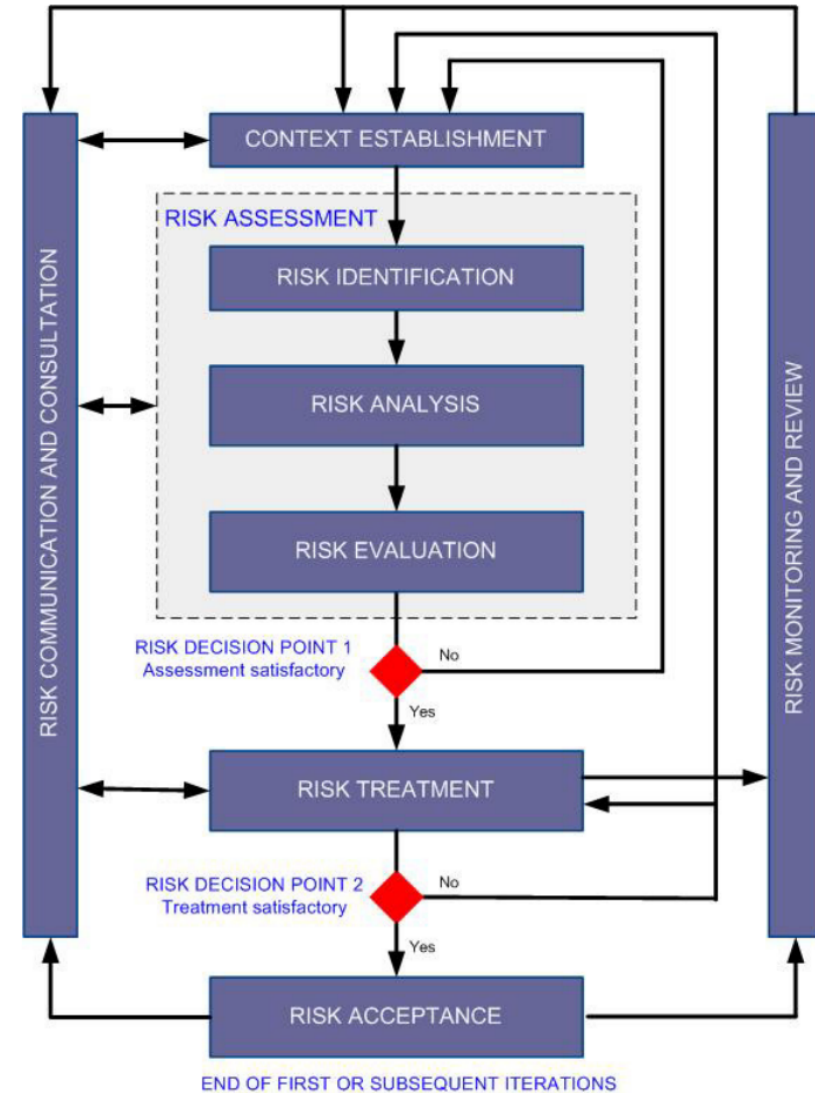 CONTEXT ESTABLISHMENT
RISK ASSESSMENT
RISK IDENTIFICATION
RISK ANALYSIS
RISK EVALUATION
RISK DECISION POINT 1
Assessment satisfactory
No
Yes
RISK TREATMENT
RISK DECISION POINT 2
Treatment satisfactory
No
Yes
RISK ACCEPTANCE
END OF FIRST OR SUBSEQUENT ITERATIONS
RISK COMMUNICATION AND CONSULTATION
RISK MONITORING AND REVIEW